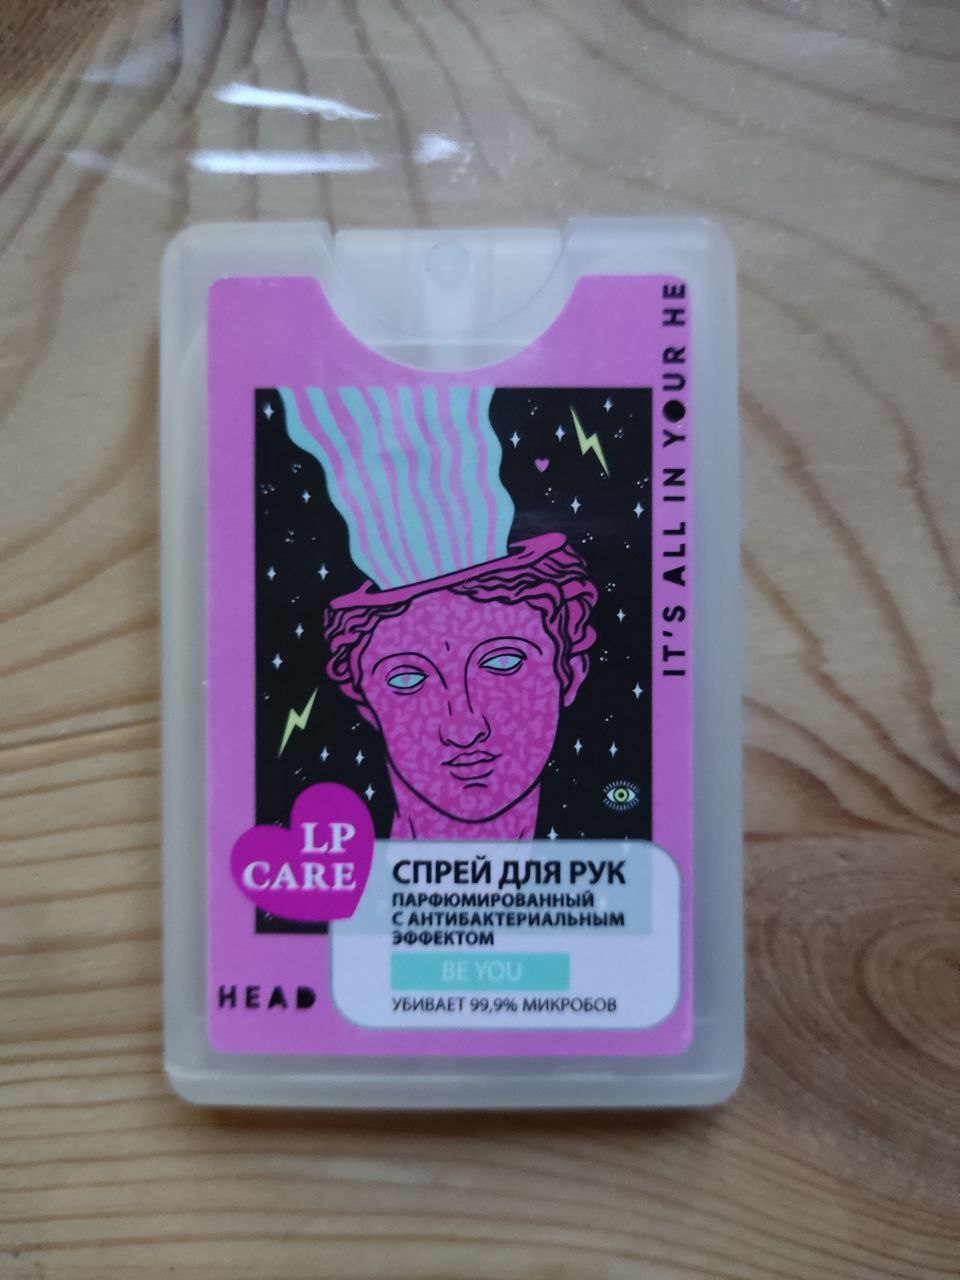 IT'S ALL IN YOUR HE
LP
CARE
СПРЕЙ ДЛЯ РУК
ПАРФЮМИРОВАННЫЙ
С АНТИБАКТЕРИАЛЬНЫМ
ЭФФЕКТОМ
BE YOU
УБИВАЕТ 99,9% МИКРОБОВ
HEAD